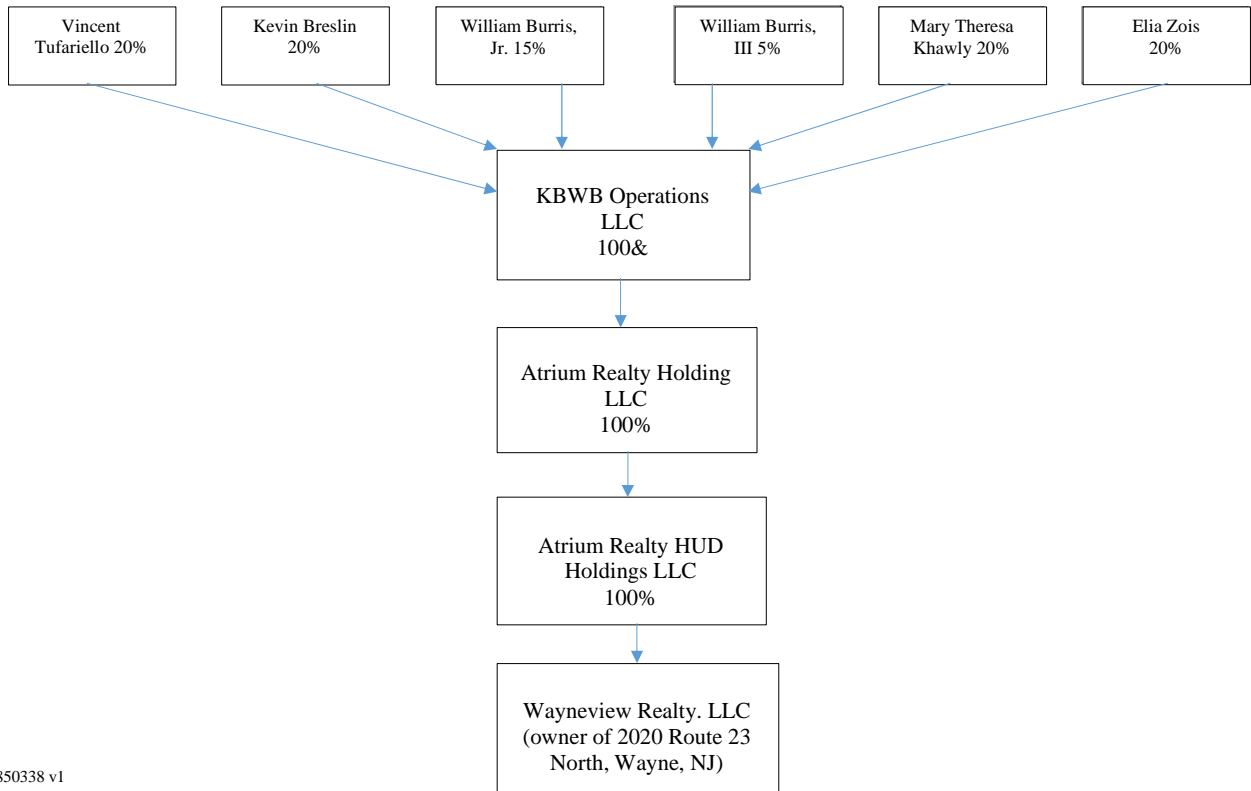 Vincent
Tufariello 20%
Kevin Breslin
20%
William Burris,
Jr. 15%
William Burris,
III 5%
Mary Theresa
Khawly 20%
Elia Zois
20%
KBWB Operations
LLC
100&
Atrium Realty Holding
LLC
100%
Atrium Realty HUD
Holdings LLC
100%
Wayneview Realty. LLC
(owner of 2020 Route 23
North, Wayne, NJ)
850338 v1